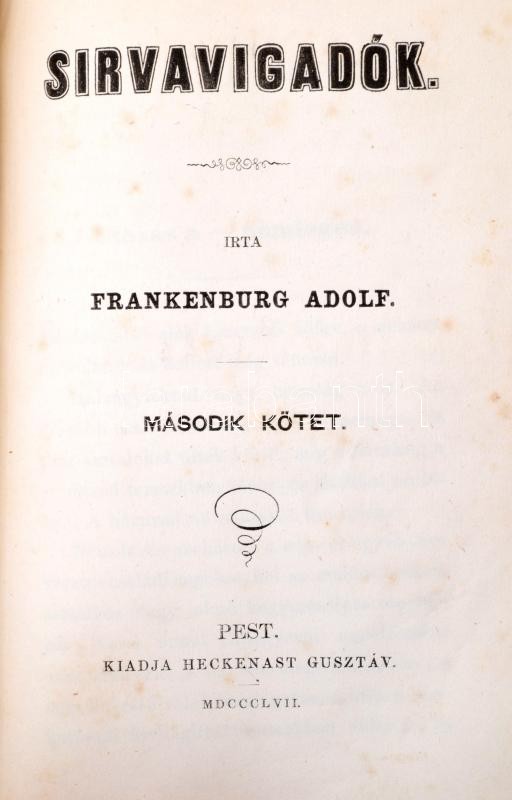 SIRVAVIGADÓK.
IRTA
FRANKENBURG ADOLF.
MÁSODIK KÖTET.
PEST.
KIADJA HECKENAST GUSZTÁV.
MDCCCLVII.